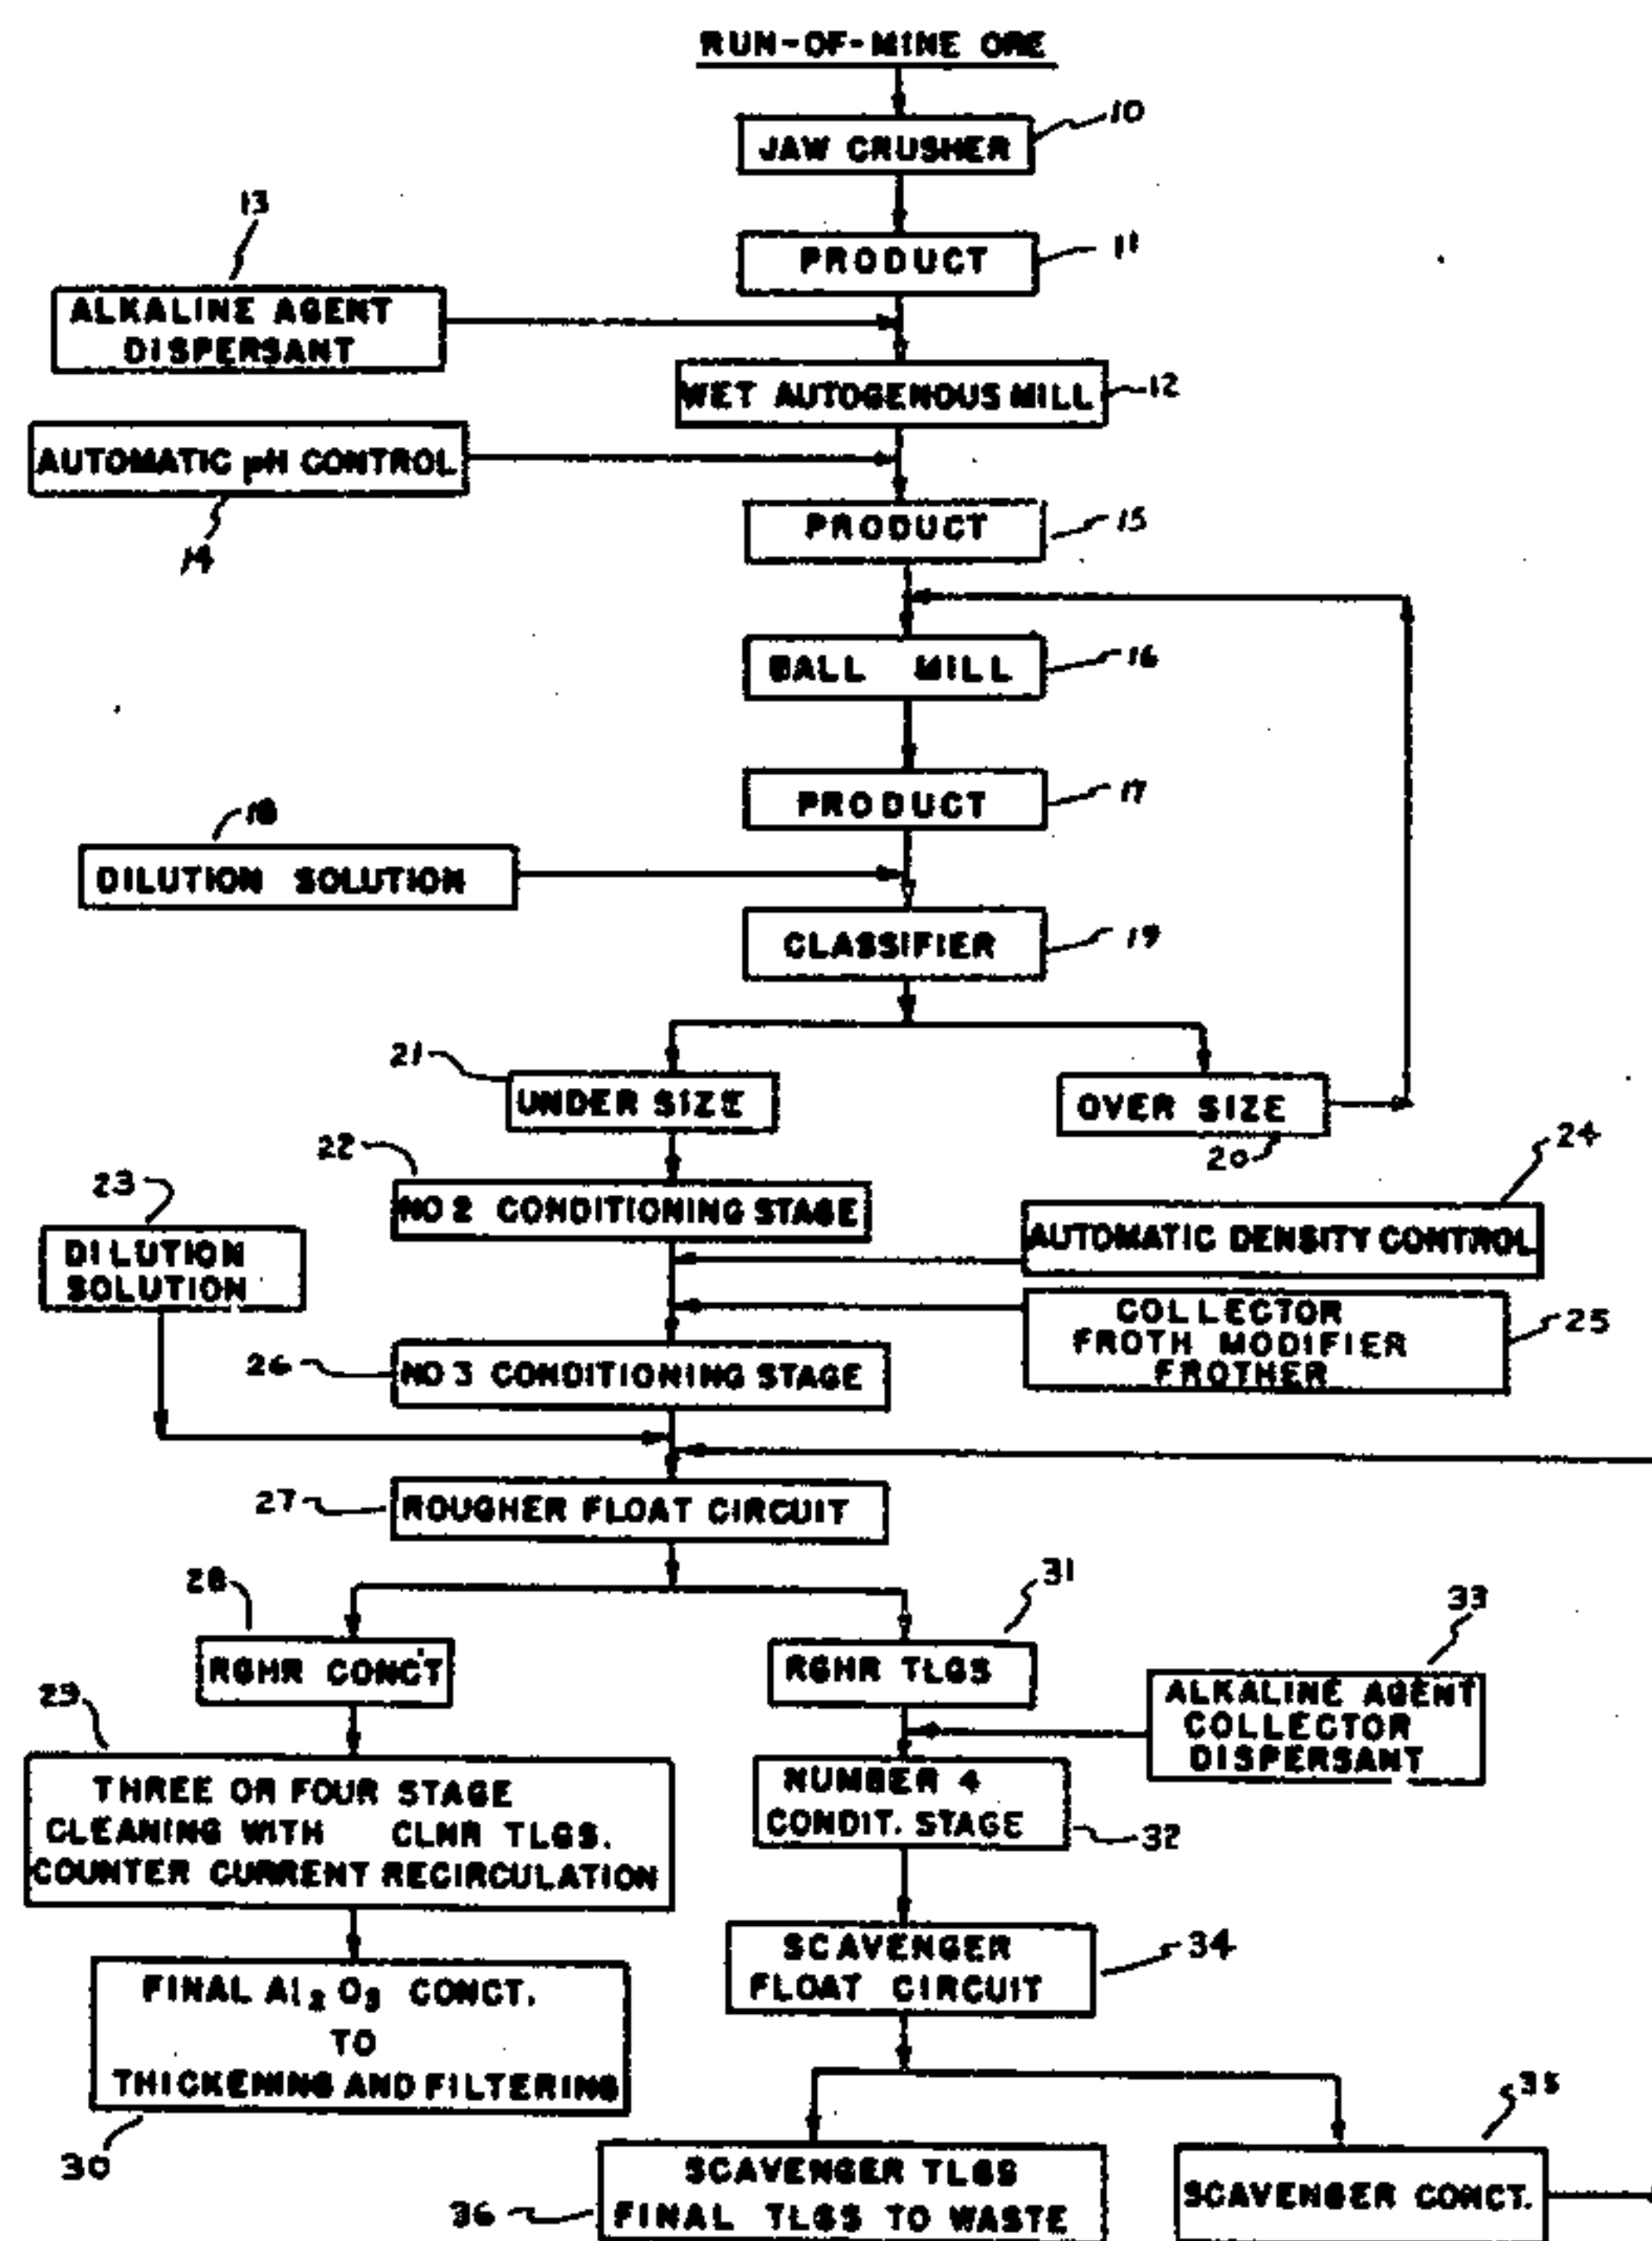 RUN-OF-MINE ORE
10
JAW CRUSHER
13
PRODUCT
11
ALKALINE AGENT
DISPERSANT
WET AUTOGENOUS MILL
12
AUTOMATIC pH CONTROL
14
PRODUCT
15
BALL MILL
16
PRODUCT
17
18
DILUTION SOLUTION
CLASSIFIER
19
21
UNDER SIZE
OVER SIZE
20
22
24
23
NO 2 CONDITIONING STAGE
AUTOMATIC DENSITY CONTROL
DILUTION
SOLUTION
COLLECTOR
FROTH MODIFIER
FROTHER
25
26
NO 3 CONDITIONING STAGE
27
ROUGHER FLOAT CIRCUIT
28
31
33
RGHR CONCT
RGHR TLGS
29
ALKALINE AGENT
COLLECTOR
DISPERSANT
THREE OR FOUR STAGE
CLEANING WITH CLNR TLGS.
COUNTER CURRENT RECIRCULATION
NUMBER 4
CONDIT. STAGE
32
SCAVENGER
FLOAT CIRCUIT
34
FINAL Al2O3 CONCT.
TO
THICKENING AND FILTERING
30
35
SCAVENGER TLGS
FINAL TLGS TO WASTE
36
SCAVENGER CONCT.